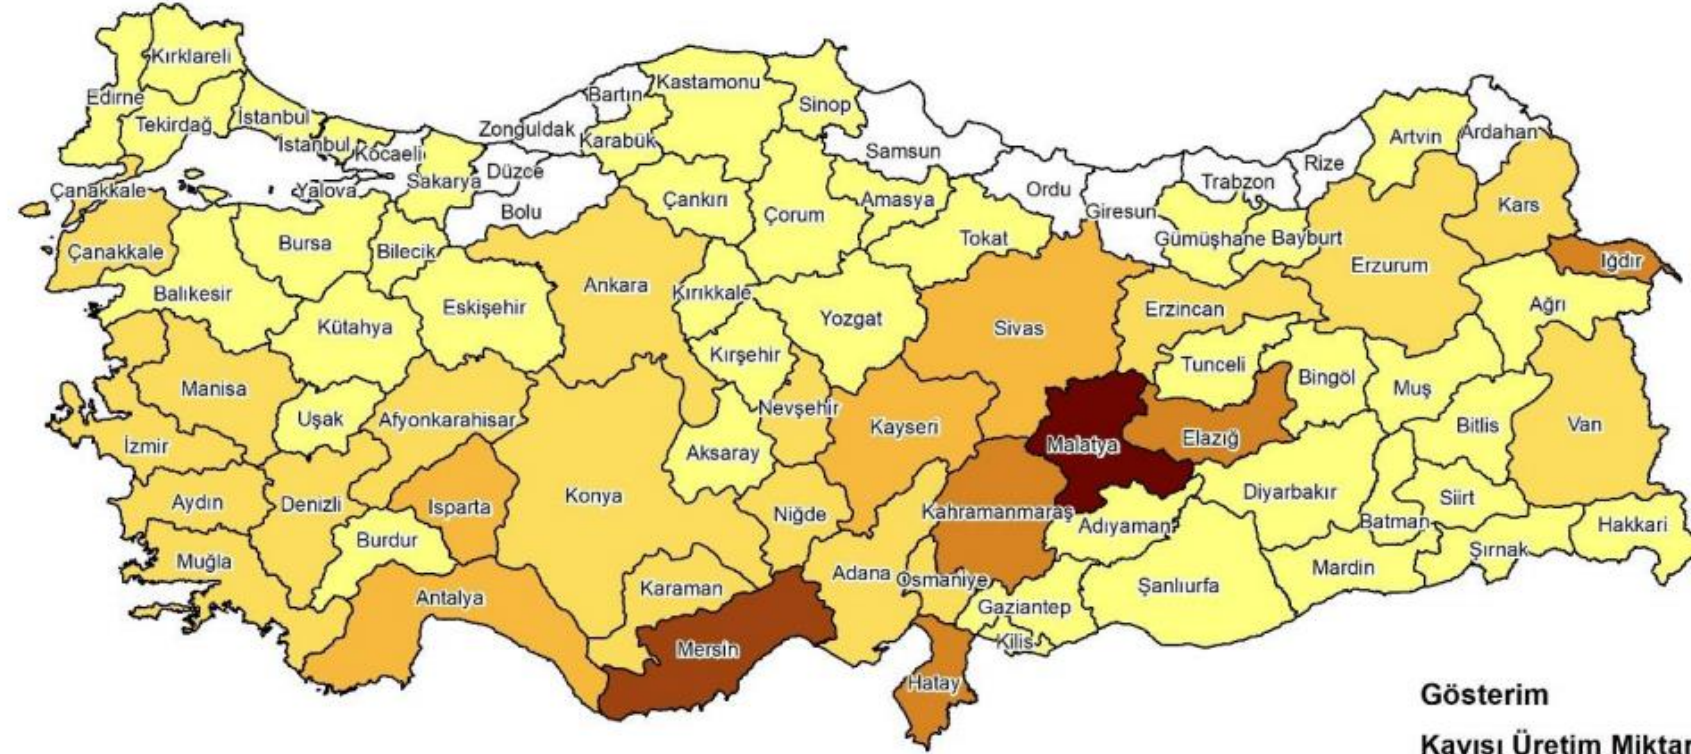 Kırklareli
Edirne
Tekirdağ
İstanbul
İstanbul
Kocaeli
Sakarya
Yalova
Çanakkale
Çanakkale
Bursa
Bilecik
Balıkesir
Kütahya
Eskişehir
Zonguldak
Bartın
Karabük
Kastamonu
Sinop
Düzce
Bolu
Çankırı
Çorum
Amasya
Samsun
Tokat
Ordu
Giresun
Trabzon
Rize
Artvin
Ardahan
Gümüşhane
Bayburt
Kars
Iğdır
Erzurum
Erzincan
Ağrı
Ankara
Kırıkkale
Yozgat
Sivas
Kırşehir
Tunceli
Bingöl
Muş
Manisa
Uşak
Afyonkarahisar
Nevşehir
Kayseri
Malatya
Elazığ
Bitlis
Van
İzmir
Aksaray
Konya
Aydın
Denizli
Isparta
Niğde
Kahramanmaraş
Adıyaman
Diyarbakır
Batman
Siirt
Hakkari
Burdur
Muğla
Antalya
Karaman
Adana
Osmaniye
Gaziantep
Kilis
Şanlıurfa
Mardin
Şırnak
Mersin
Hatay
Gösterim
Kayısı Üretim Miktar